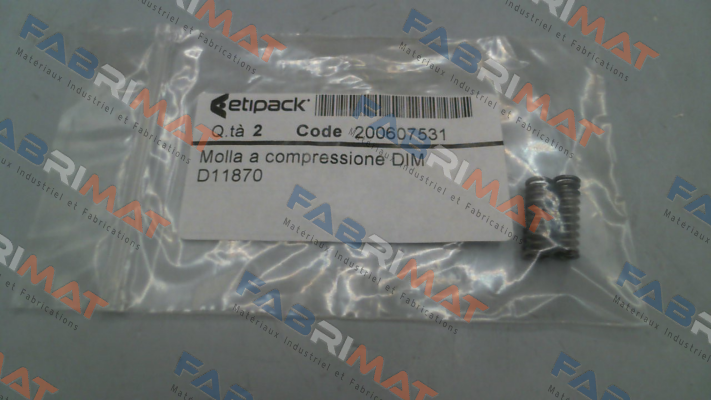 etipack
Q.tà 2 Code 200607531
Molla a compressione DIM
D11870
FABRIMAT
Materiaux Industriel et Fabrications